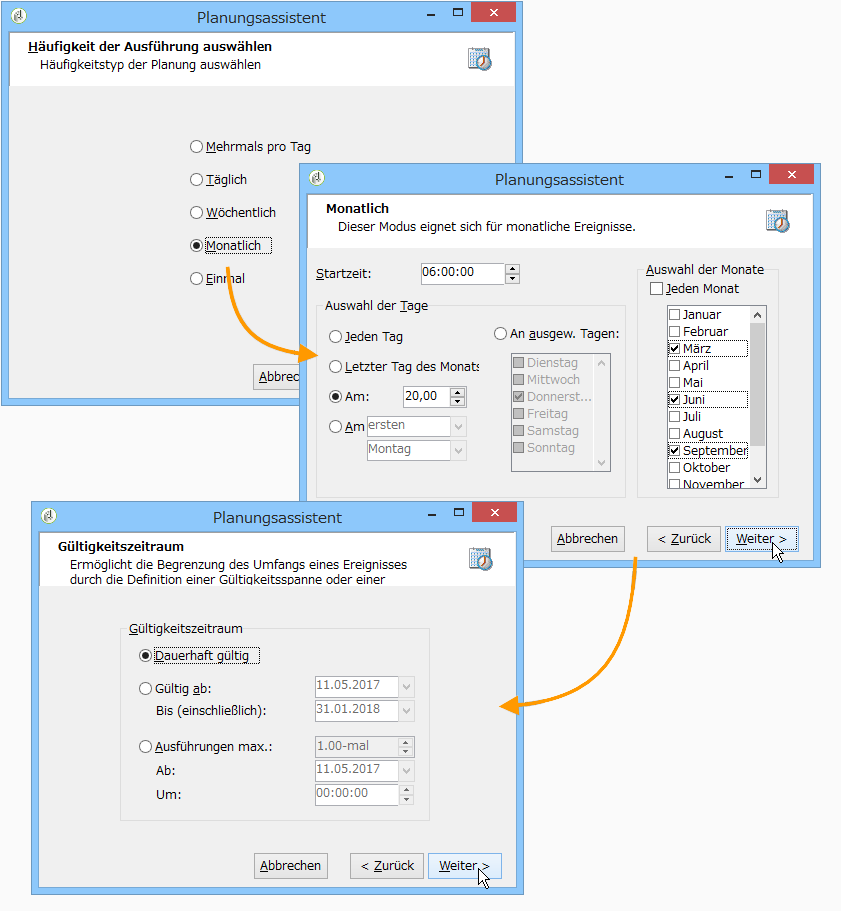 Planungsassistent
Häufigkeit der Ausführung auswählen
Häufigkeitstyp der Planung auswählen
Mehrmals pro Tag
Täglich
Wöchentlich
Monatlich
Einmal
Abbrec
Planungsassistent
Monatlich
Dieser Modus eignet sich für monatliche Ereignisse.
Startzeit: 06:00:00
Auswahl der Tage
Jeden Tag
Letzter Tag des Monats
Am: 20,00
Am ersten
Montag
An ausgew. Tagen:
Dienstag
Mittwoch
Donnerst...
Freitag
Samstag
Sonntag
Auswahl der Monate
Jeden Monat
Januar
Februar
März
April
Mai
Juni
Juli
August
September
Oktober
November
Abbrechen < Zurück Weiter >
Planungsassistent
Gültigkeitszeitraum
Ermöglicht die Begrenzung des Umfangs eines Ereignisses
durch die Definition einer Gültigkeitsspanne oder einer
Gültigkeitszeitraum
Dauerhaft gültig
Gültig ab: 11.05.2017
Bis (einschließlich): 31.01.2018
Ausführungen max.: 1.00-mal
Ab: 11.05.2017
Um: 00:00:00
Abbrechen < Zurück Weiter >